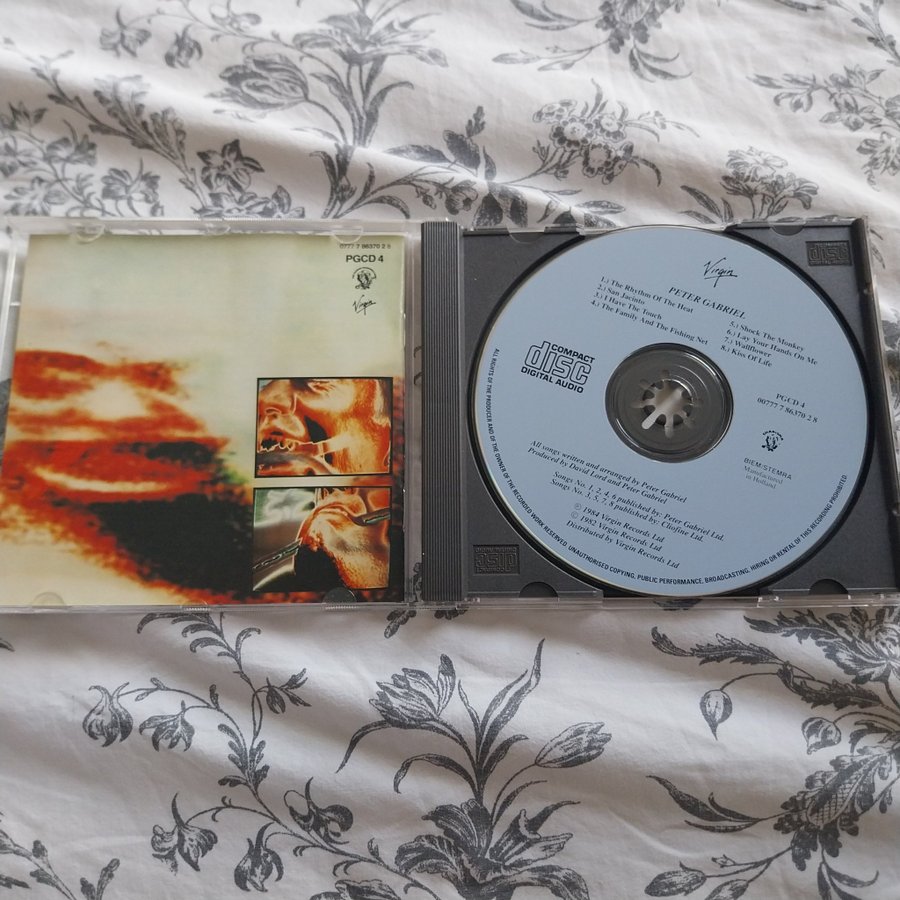 0777 7 86370 2 8
PGCD 4
Virgin
COMPACT
disc
DIGITAL AUDIO
Virgin
PETER GABRIEL
1.) The Rhythm Of The Heat
2.) San Jacinto
3.) I Have The Touch
4.) The Family And The Fishing Net
5.) Shock The Monkey
6.) Lay Your Hands On Me
7.) Wallflower
8.) Kiss Of Life
COMPACT
disc
DIGITAL AUDIO
PGCD 4
00777 7 86370 2 8
CHARISMA
BIEM/STEMRA
Manufactured
in Holland
All songs written and arranged by Peter Gabriel
Produced by David Lord and Peter Gabriel
Songs No. 1, 2, 4, 6 published by: Peter Gabriel Ltd.
Songs No. 3, 5, 7, 8 published by: Cliofine Ltd.
Ⓟ 1984 Virgin Records Ltd
© 1982 Virgin Records Ltd
Distributed by Virgin Records Ltd
ALL RIGHTS OF THE PRODUCER AND OF THE OWNER OF THE RECORDED WORK RESERVED. UNAUTHORISED COPYING, PUBLIC PERFORMANCE, BROADCASTING, HIRING OR RENTAL OF THIS RECORDING PROHIBITED
COMPACT
disc